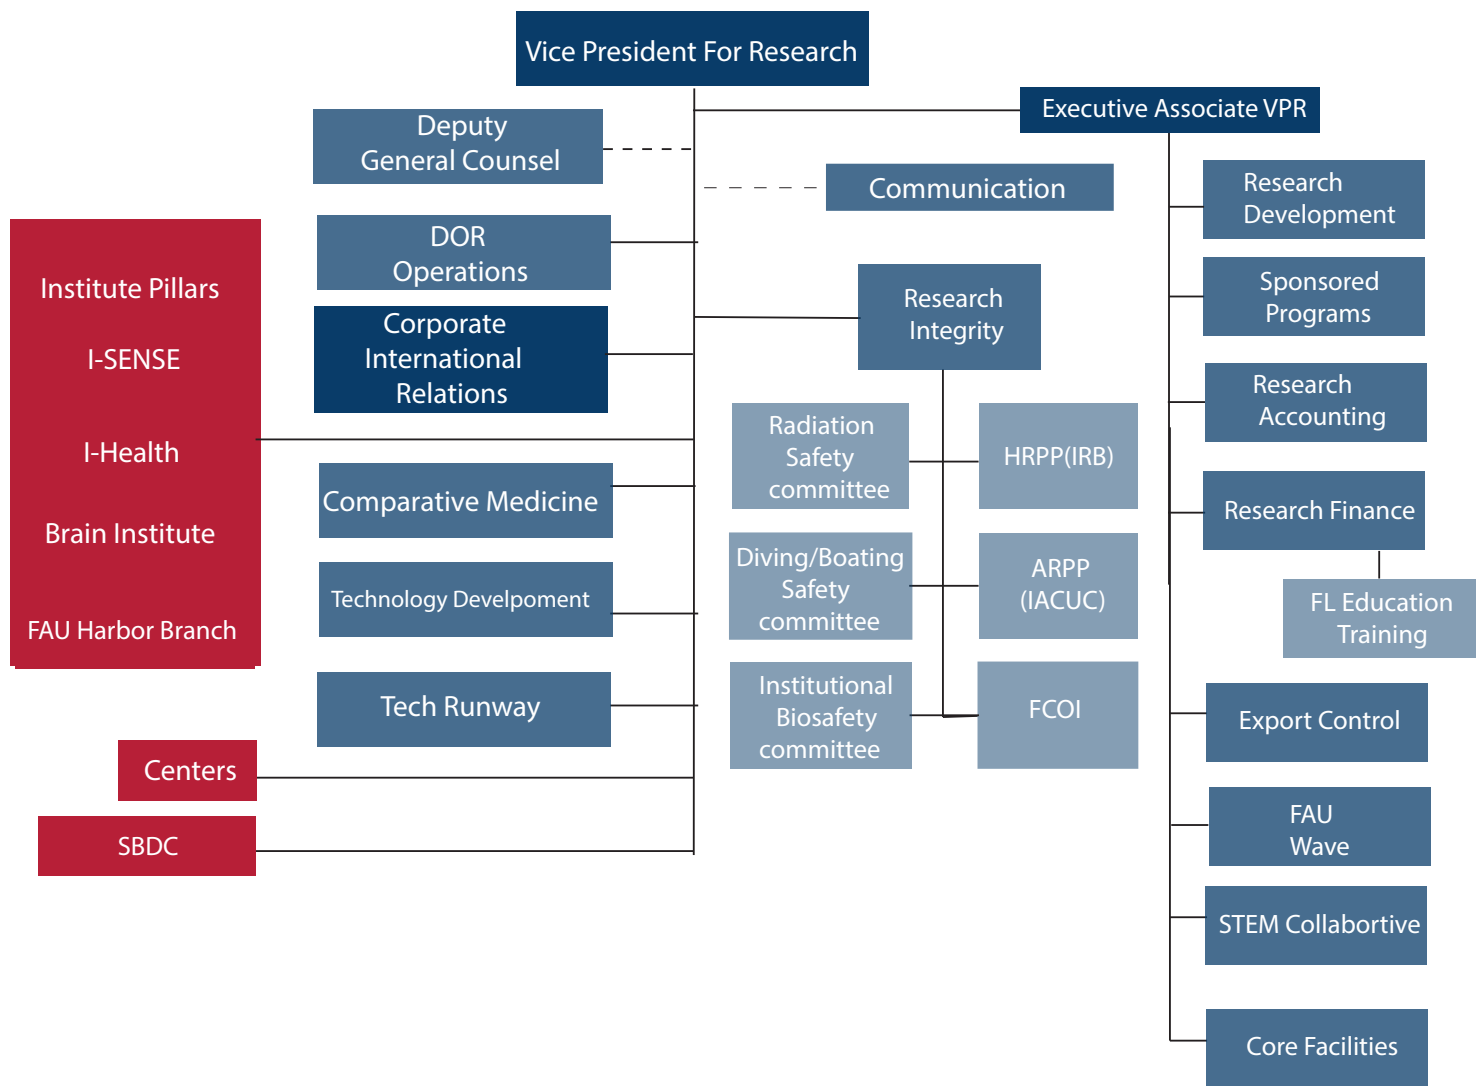 Vice President For Research
Executive Associate VPR
Deputy
General Counsel
Communication
Research
Development
DOR
Operations
Sponsored
Programs
Institute Pillars
I-SENSE
I-Health
Brain Institute
FAU Harbor Branch
Corporate
International
Relations
Research
Integrity
Research
Accounting
Radiation
Safety
committee
HRPP(IRB)
Comparative Medicine
Research Finance
Diving/Boating
Safety
committee
ARPP
(IACUC)
Technology Develpoment
FL Education
Training
Tech Runway
Institutional
Biosafety
committee
FCOI
Export Control
Centers
FAU
Wave
SBDC
STEM Collabortive
Core Facilities